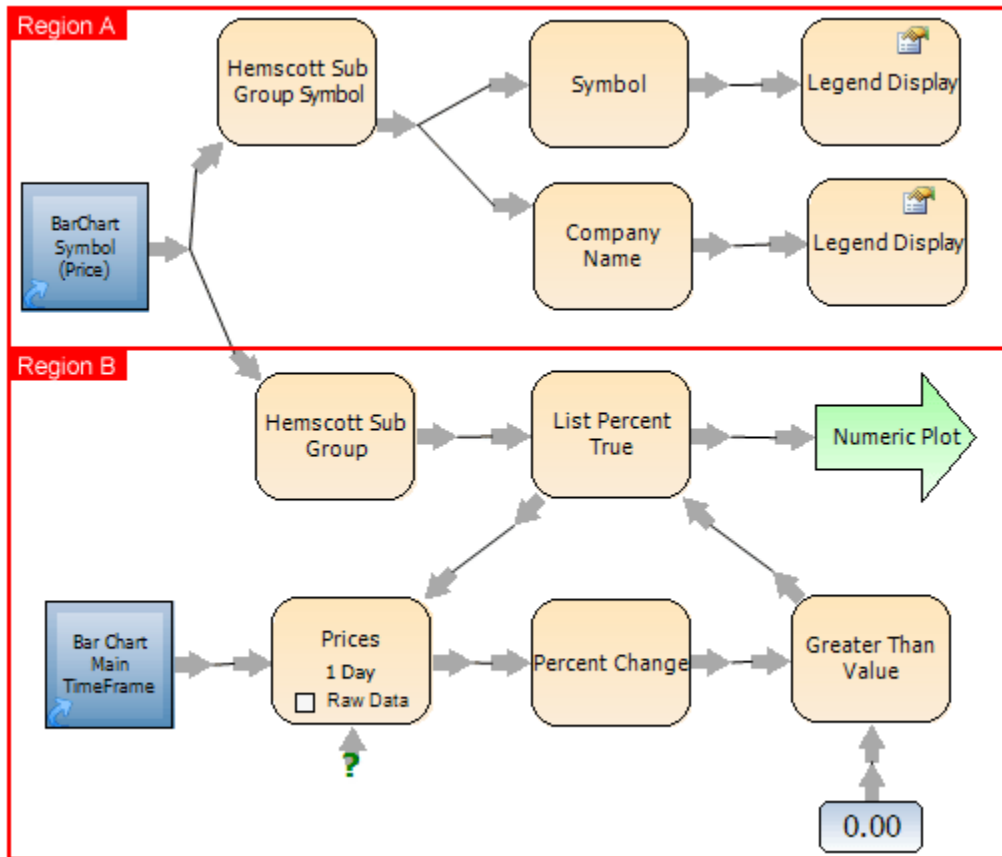 Region A
Hemscott Sub
Group Symbol
Symbol
Legend Display
BarChart
Symbol
(Price)
Company
Name
Legend Display
Region B
Hemscott Sub
Group
List Percent
True
Numeric Plot
Bar Chart
Main
TimeFrame
Prices
1 Day
Raw Data
Percent Change
Greater Than
Value
?
0.00